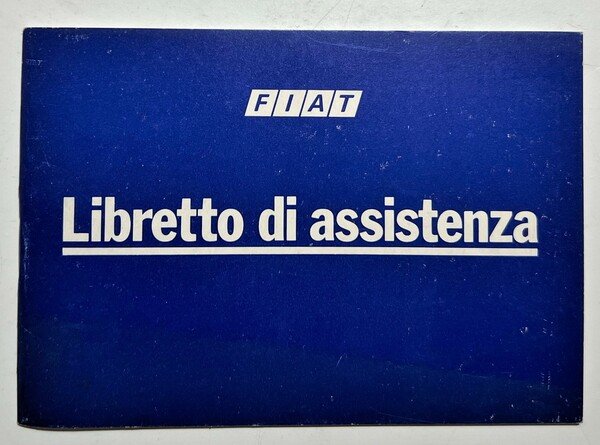 FIAT
Libretto di assistenza